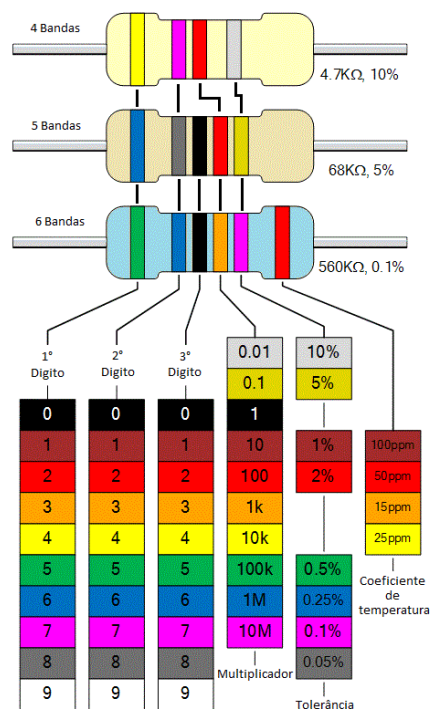 4 Bandas
4.7KΩ, 10%
5 Bandas
68KΩ, 5%
6 Bandas
560KΩ, 0.1%
1°
Digito
2°
Digito
3°
Digito
0.01 10%
0.1 5%
0 0 0 1
1 1 1 10 1% 100ppm
2 2 2 100 2% 50ppm
3 3 3 1k 15ppm
4 4 4 10k 25ppm
5 5 5 100k 0.5%
6 6 6 1M 0.25%
7 7 7 10M 0.1%
8 8 8 0.05%
9 9 9
Coeficiente
de
temperatura
Multiplicador
Tolerância